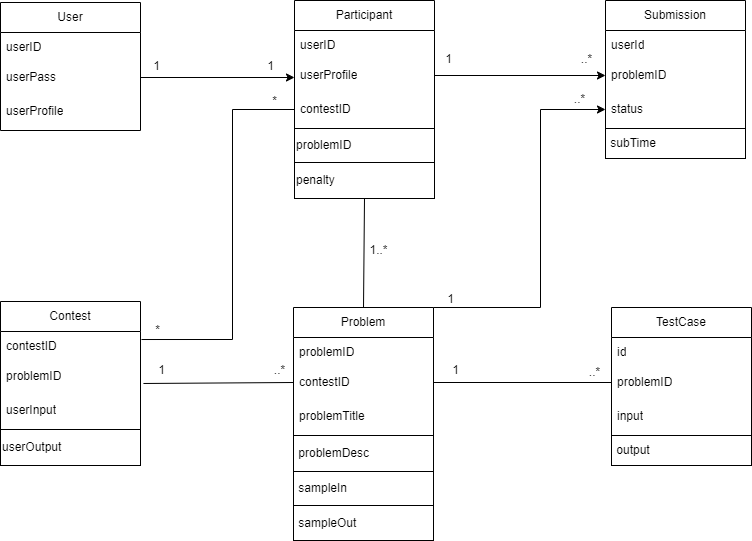 User
userID
userPass
userProfile
1
1
Participant
userID
userProfile
contestID
problemID
penalty
1
..*
Submission
userId
problemID
status
subTime
*
*
1..*
1
..*
Contest
contestID
problemID
userInput
userOutput
1
..*
Problem
problemID
contestID
problemTitle
problemDesc
sampleIn
sampleOut
1
..*
TestCase
id
problemID
input
output